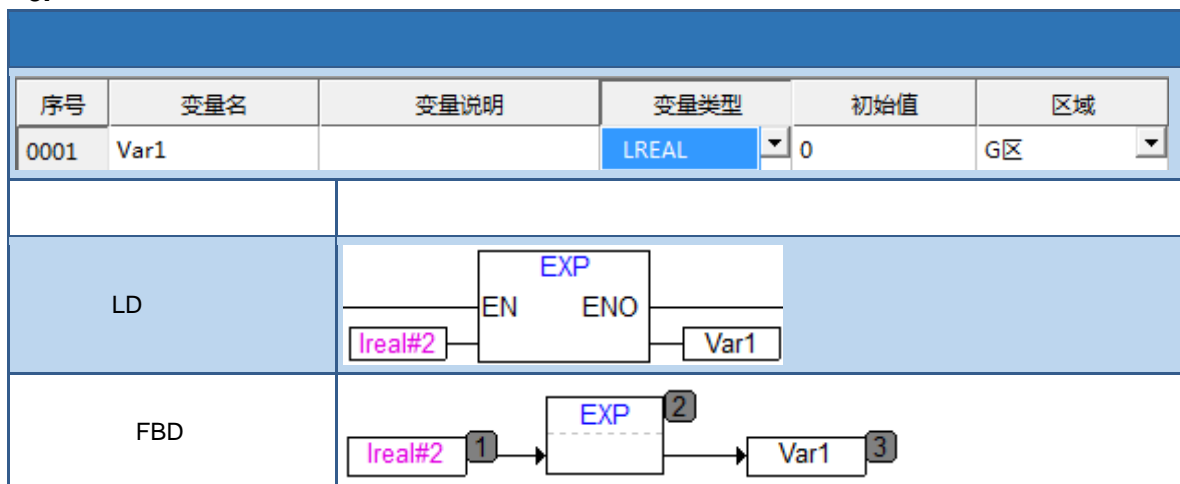 序号 变量名 变量说明 变量类型 初始值 区域
0001 Var1 LREAL 0 G区
LD
EXP
EN ENO
lreal#2 Var1
FBD
EXP 2
lreal#2 1 Var1 3